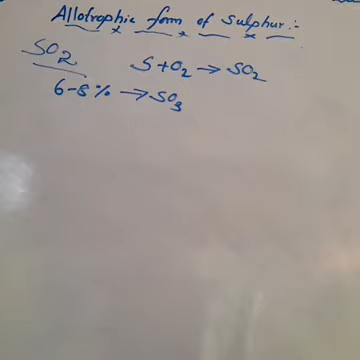 Allotrophic form of Sulphur:-
SO₂ S+O₂ → SO₂
6-8% → SO₃